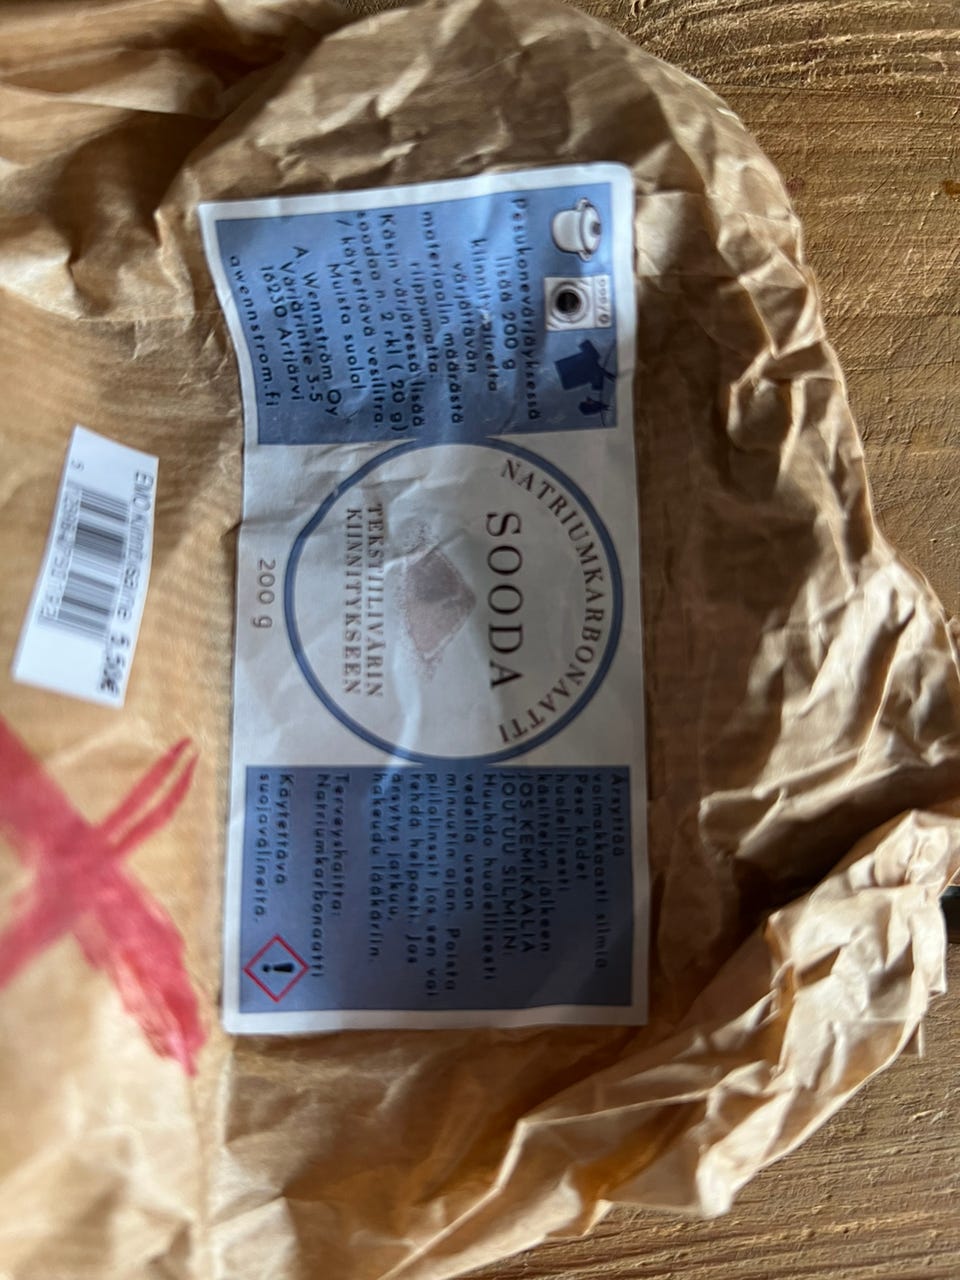 Pesukonevärjäyksessä
lisää 200 g
kiinnitysainetta
värjättävän
materiaalin määrästä
riippumatta.
Käsin värjätessä lisää
soodaa n. 2 rkl ( 20 g)
/ käytettävä vesilitra.
Muista suola!
A. Wennström Oy
Värjärintie 3-5
16230 Artjärvi
awennstrom.fi
NATRIUMKARBONAATTI
SOODA
TEKSTIILIVÄRIN
KIINNITYKSEEN
200 g
Ärsyttää
voimakkaasti silmiä
Pese kädet
huolellisesti
käsittelyn jälkeen
JOS KEMIKAALIA
JOUTUU SILMIIN:
Huuhdo huolellisesti
vedellä usean
minuutin ajan. Poista
piilolinssit jos sen voi
tehdä helposti. Jos
ärsytys jatkuu,
hakeudu lääkäriin.
Terveyshaitta:
Natriumkarbonaatti
Käytettävä
suojavälineitä.
5,50€